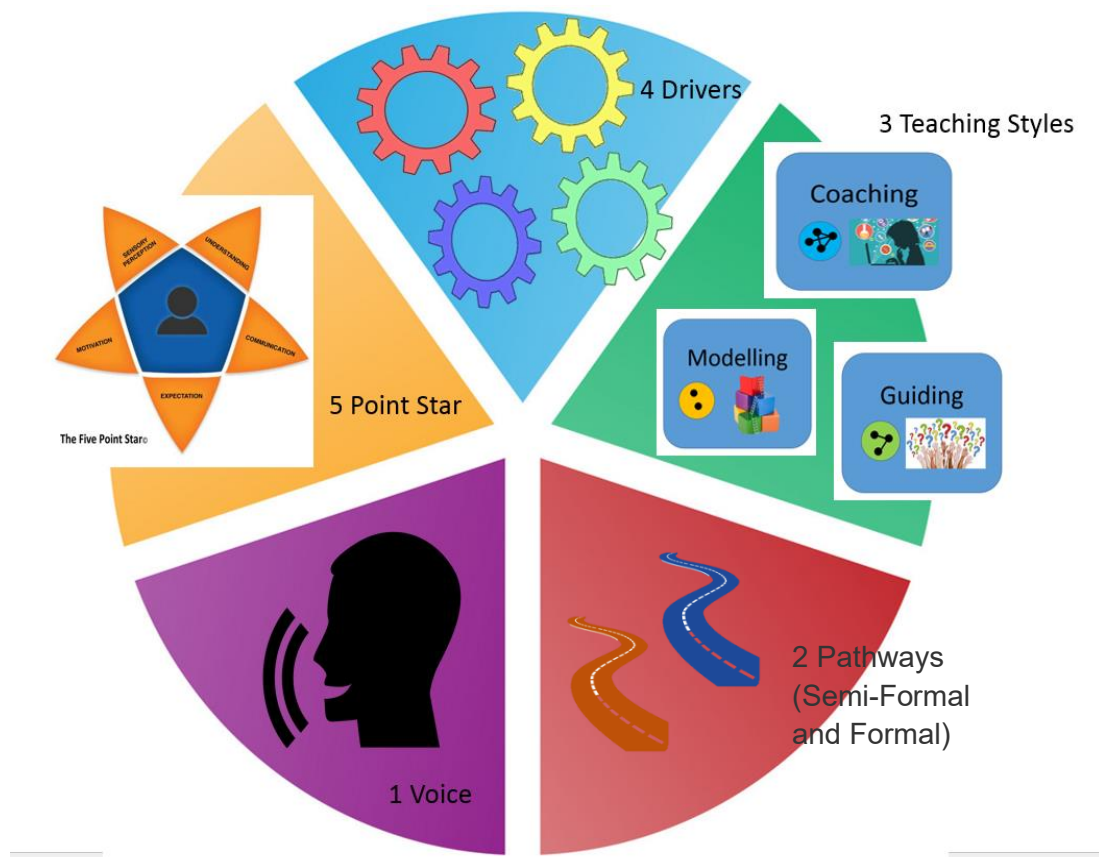 4 Drivers
3 Teaching Styles
Coaching
Modelling
Guiding
2 Pathways
(Semi-Formal
and Formal)
1 Voice
5 Point Star
SENSORY
PERCEPTION
UNDERSTANDING
MOTIVATION
COMMUNICATION
EXPECTATION
The Five Point Star©